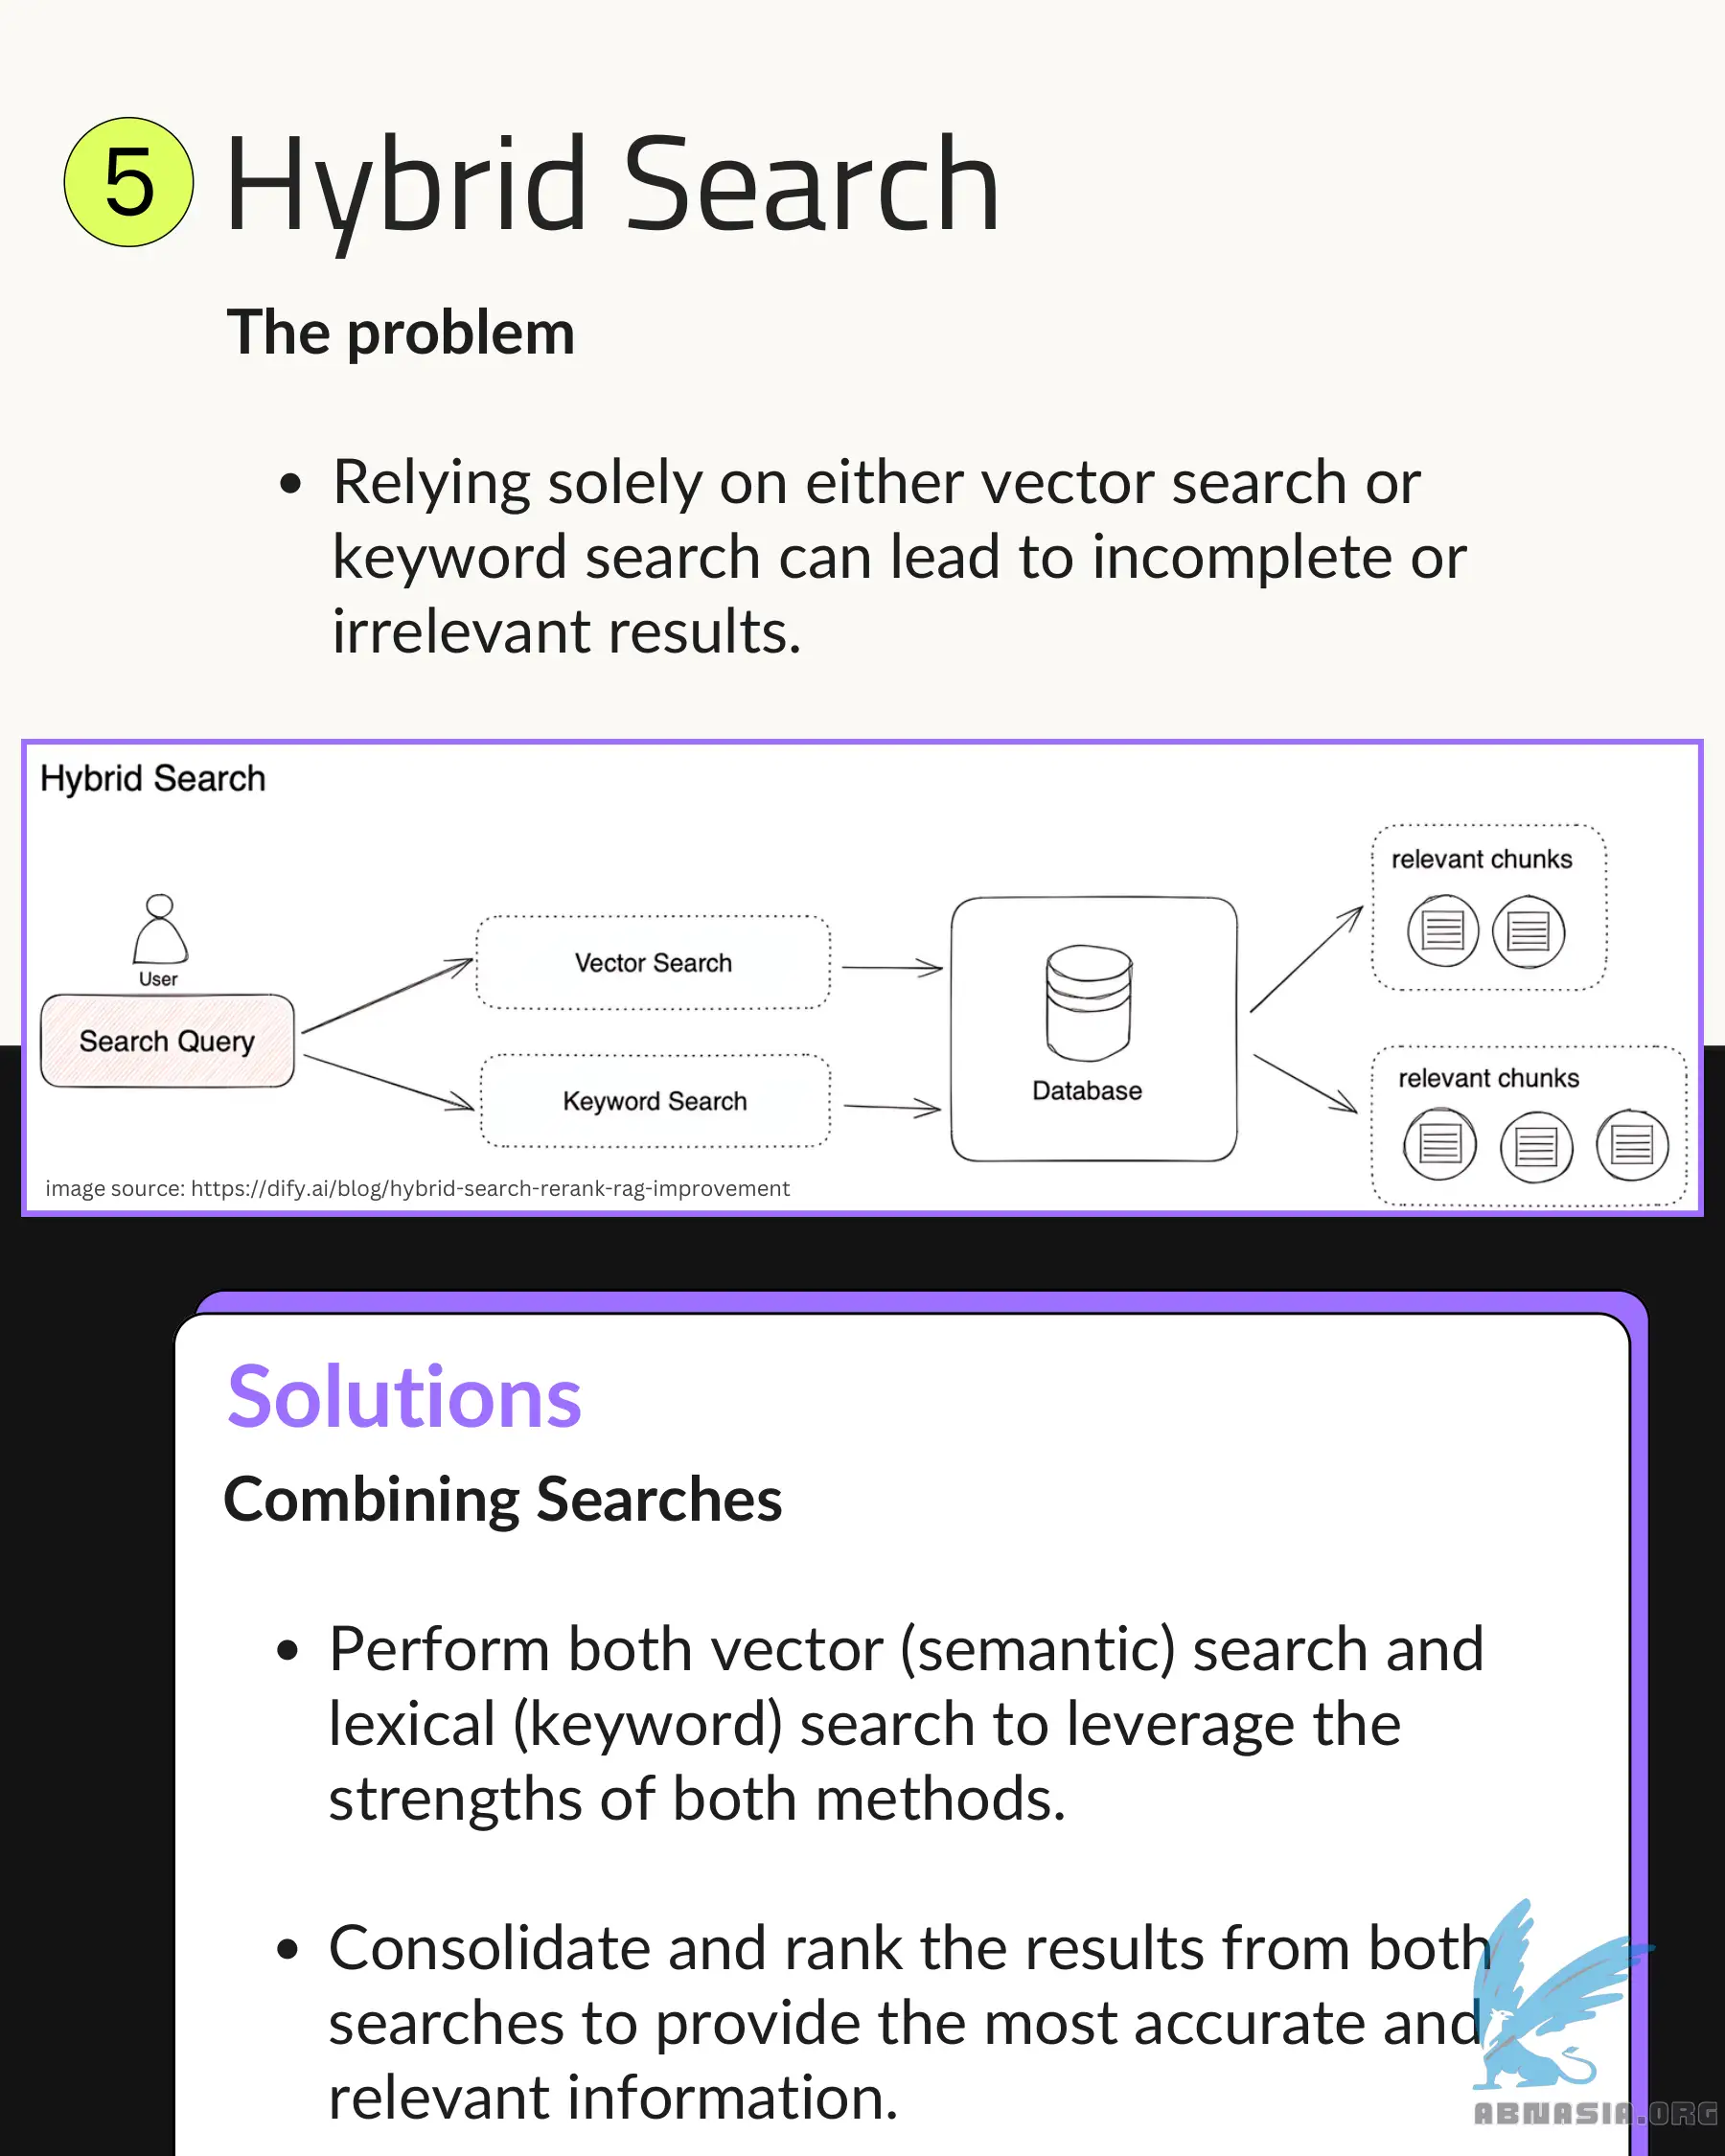 5 Hybrid Search
The problem
• Relying solely on either vector search or
keyword search can lead to incomplete or
irrelevant results.
Hybrid Search
User
Search Query
Vector Search
Keyword Search
Database
relevant chunks
relevant chunks
image source: https://dify.ai/blog/hybrid-search-rerank-rag-improvement
Solutions
Combining Searches
• Perform both vector (semantic) search and
lexical (keyword) search to leverage the
strengths of both methods.
• Consolidate and rank the results from both
searches to provide the most accurate and
relevant information.
ABNASIA.ORG